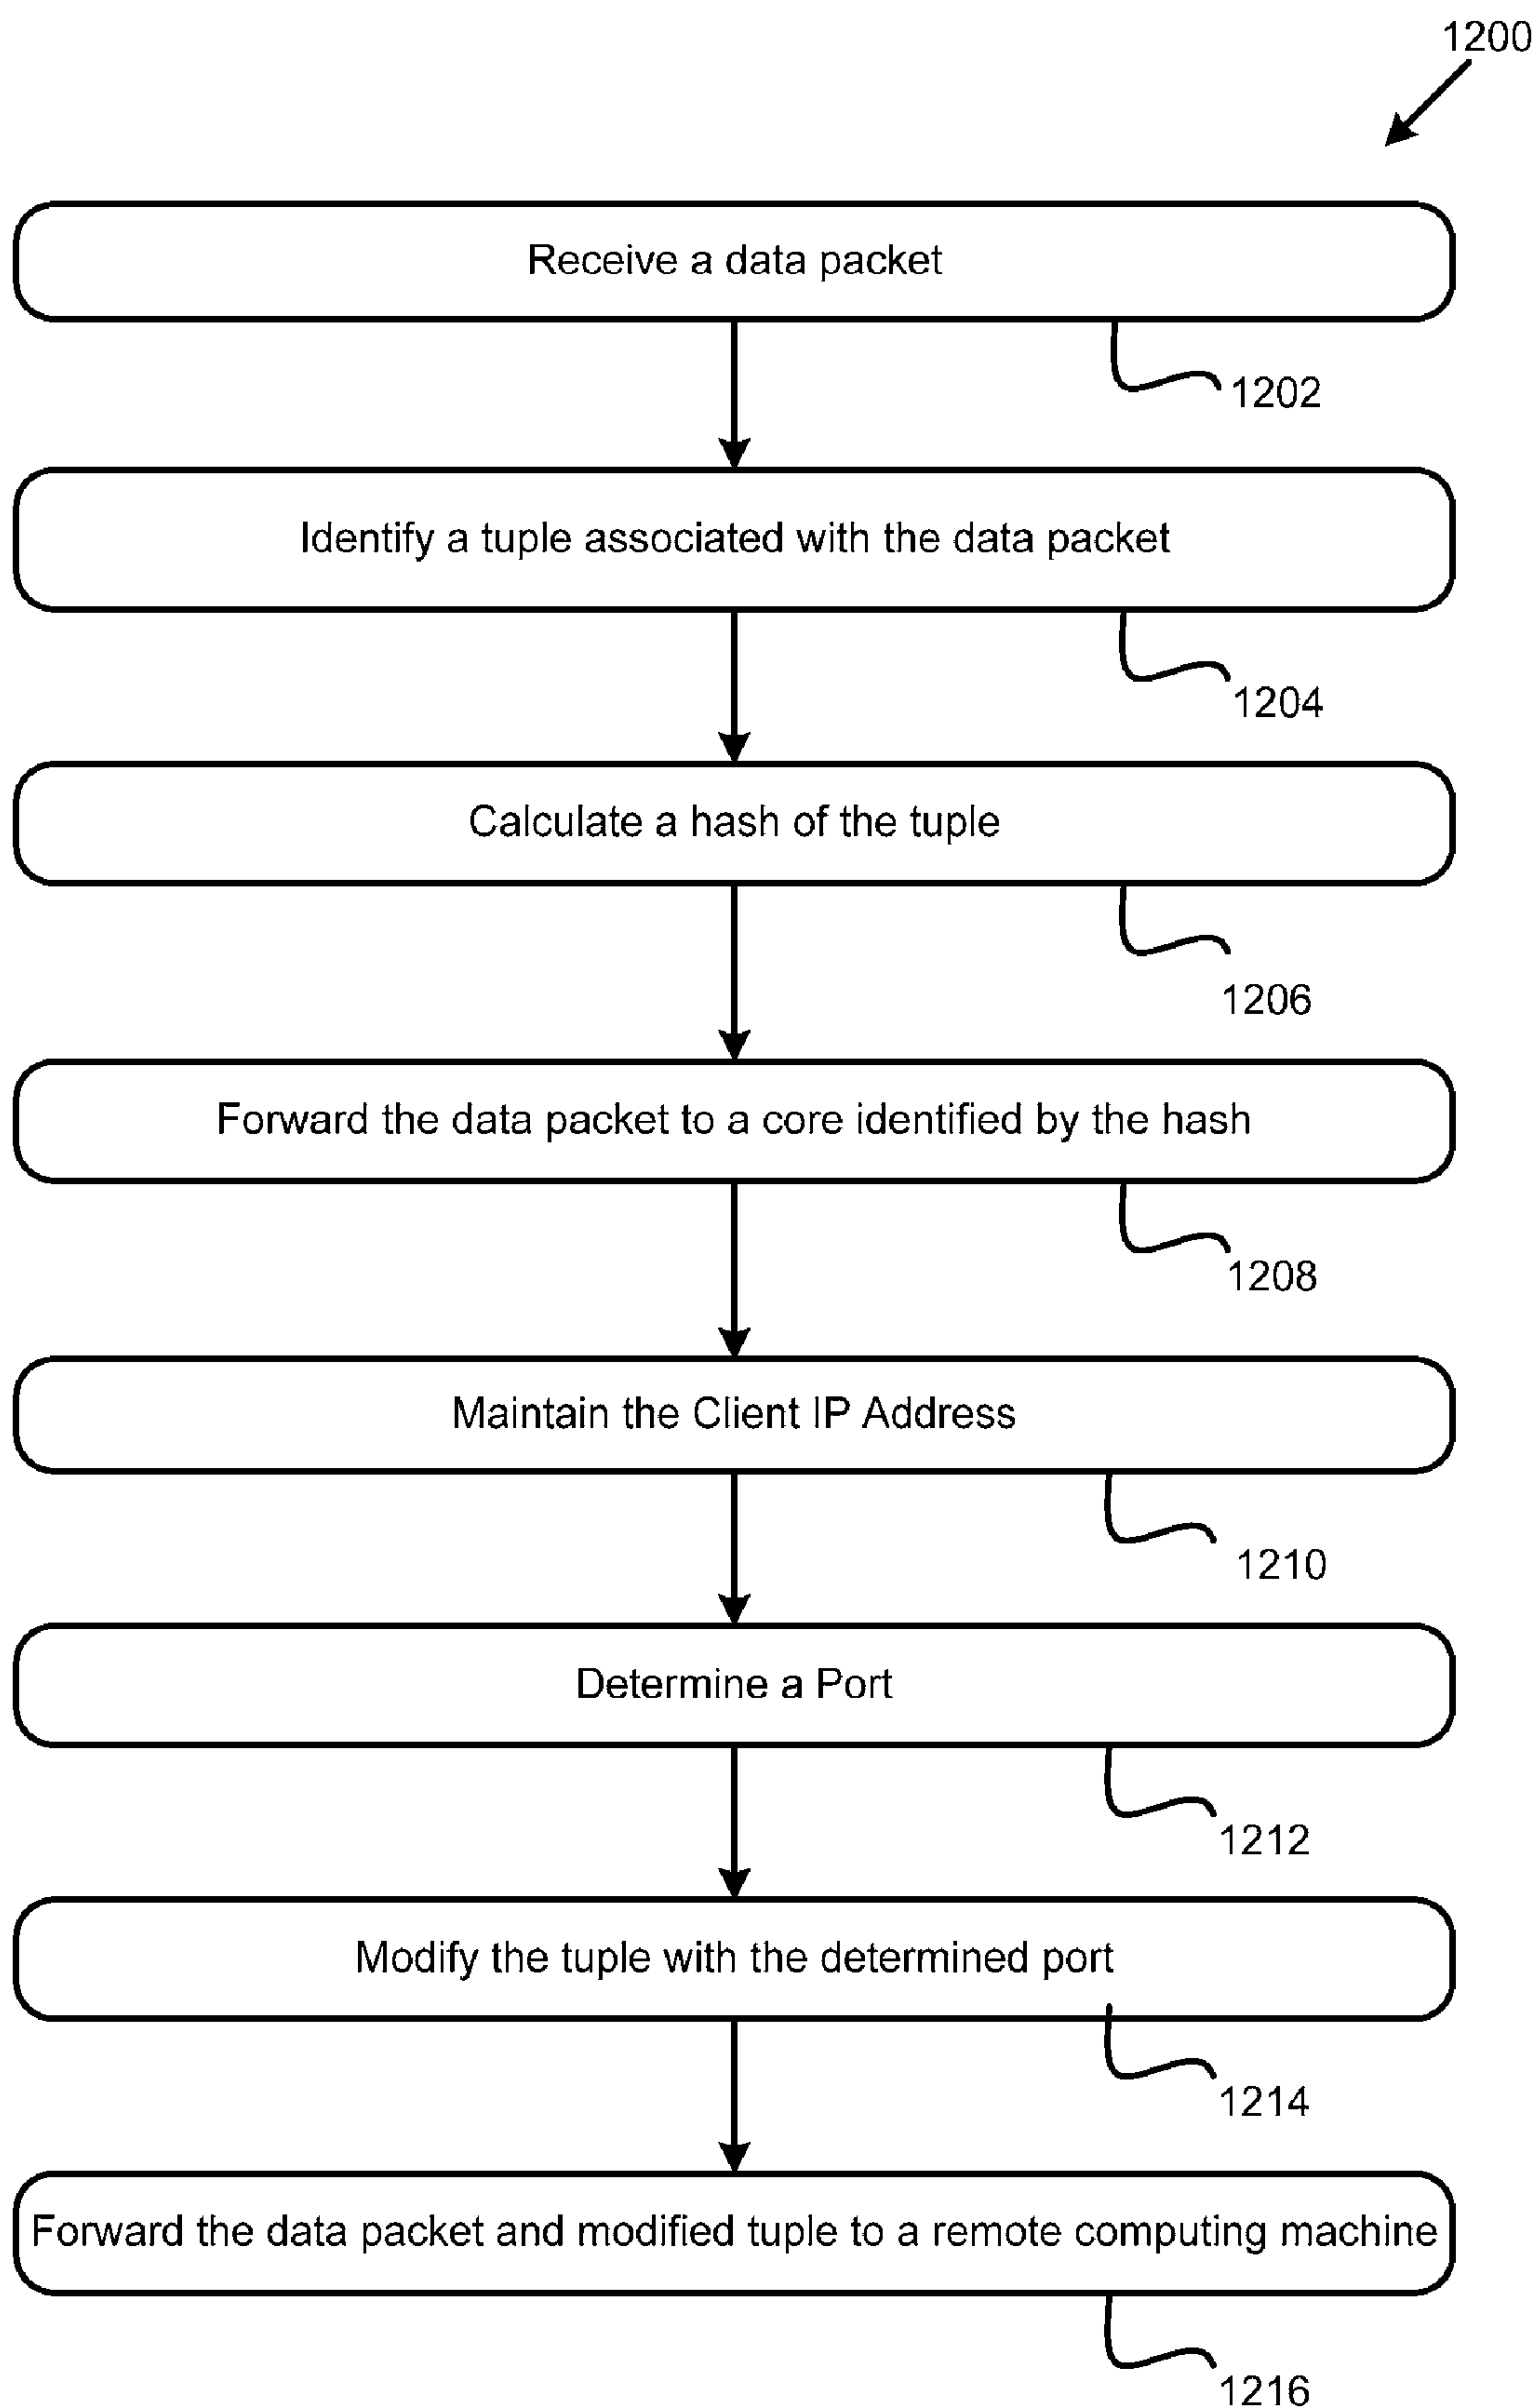 1200
Receive a data packet
1202
Identify a tuple associated with the data packet
1204
Calculate a hash of the tuple
1206
Forward the data packet to a core identified by the hash
1208
Maintain the Client IP Address
1210
Determine a Port
1212
Modify the tuple with the determined port
1214
Forward the data packet and modified tuple to a remote computing machine
1216